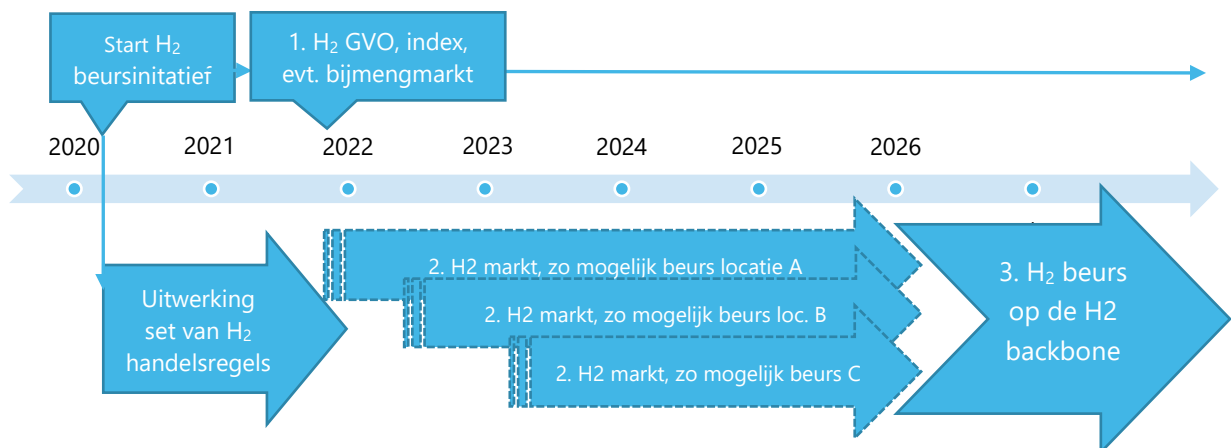 Start H₂
beursinitatief
1. H₂ GVO, index,
evt. bijmengmarkt
2020
2021
2022
2023
2024
2025
2026
Uitwerking
set van H₂
handelsregels
2. H2 markt, zo mogelijk beurs locatie A
2. H2 markt, zo mogelijk beurs loc. B
2. H2 markt, zo mogelijk beurs C
3. H₂ beurs
op de H2
backbone